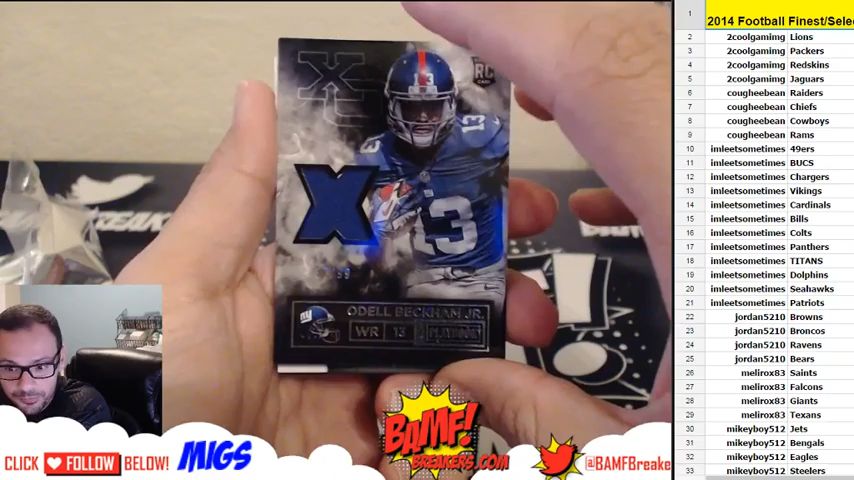 1
2014 Football Finest/Selec
2 2coolgamimg Lions
3 2coolgamimg Packers
4 2coolgamimg Redskins
5 2coolgamimg Jaguars
6 cougheebean Raiders
7 cougheebean Chiefs
8 cougheebean Cowboys
9 cougheebean Rams
10 imleetsometimes 49ers
11 imleetsometimes BUCS
12 imleetsometimes Chargers
13 imleetsometimes Vikings
14 imleetsometimes Cardinals
15 imleetsometimes Bills
16 imleetsometimes Colts
17 imleetsometimes Panthers
18 imleetsometimes TITANS
19 imleetsometimes Dolphins
20 imleetsometimes Seahawks
21 imleetsometimes Patriots
22 jordan5210 Browns
23 jordan5210 Broncos
24 jordan5210 Ravens
25 jordan5210 Bears
26 melirox83 Saints
27 melirox83 Falcons
28 melirox83 Giants
29 melirox83 Texans
30 mikeyboy512 Jets
31 mikeyboy512 Bengals
32 mikeyboy512 Eagles
33 mikeyboy512 Steelers
RC
13
13
13
X
ODELL BECKHAM JR.
WR 13
CLICK FOLLOW BELOW! MIGS
BAMF!
BREAKERS.COM
@BAMFBreake